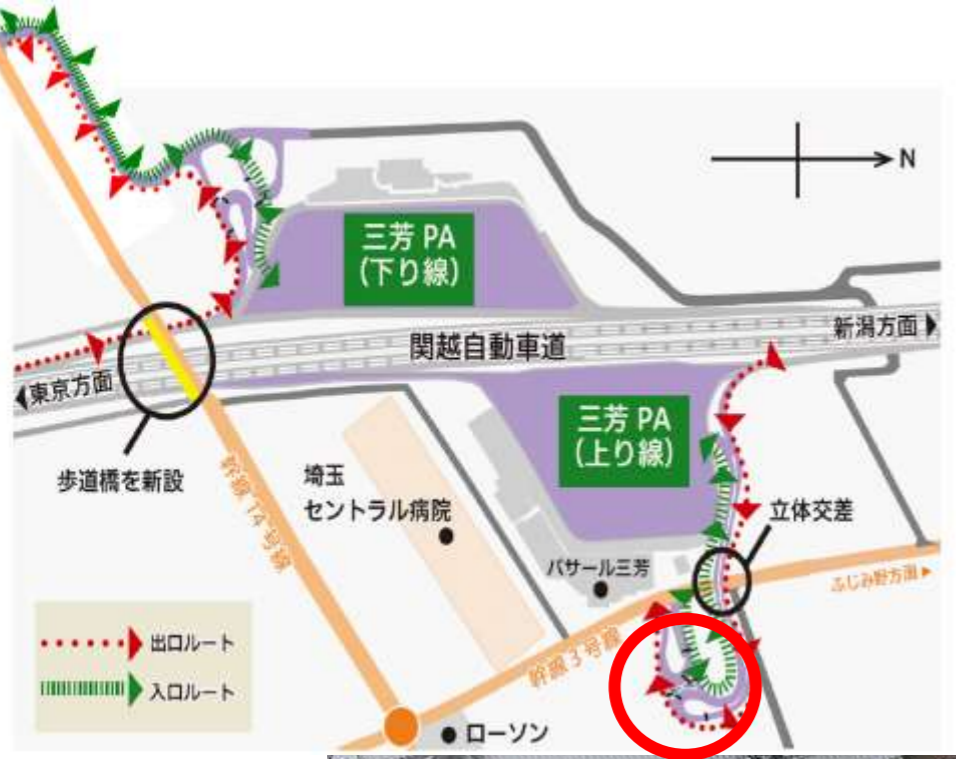 N
三芳 PA
(下り線)
関越自動車道
新潟方面▶
◀東京方面
三芳 PA
(上り線)
歩道橋を新設
幹線14号線
埼玉
セントラル病院
立体交差
パサール三芳
ふじみ野方面▶
幹線3号線
出口ルート
入口ルート
ローソン